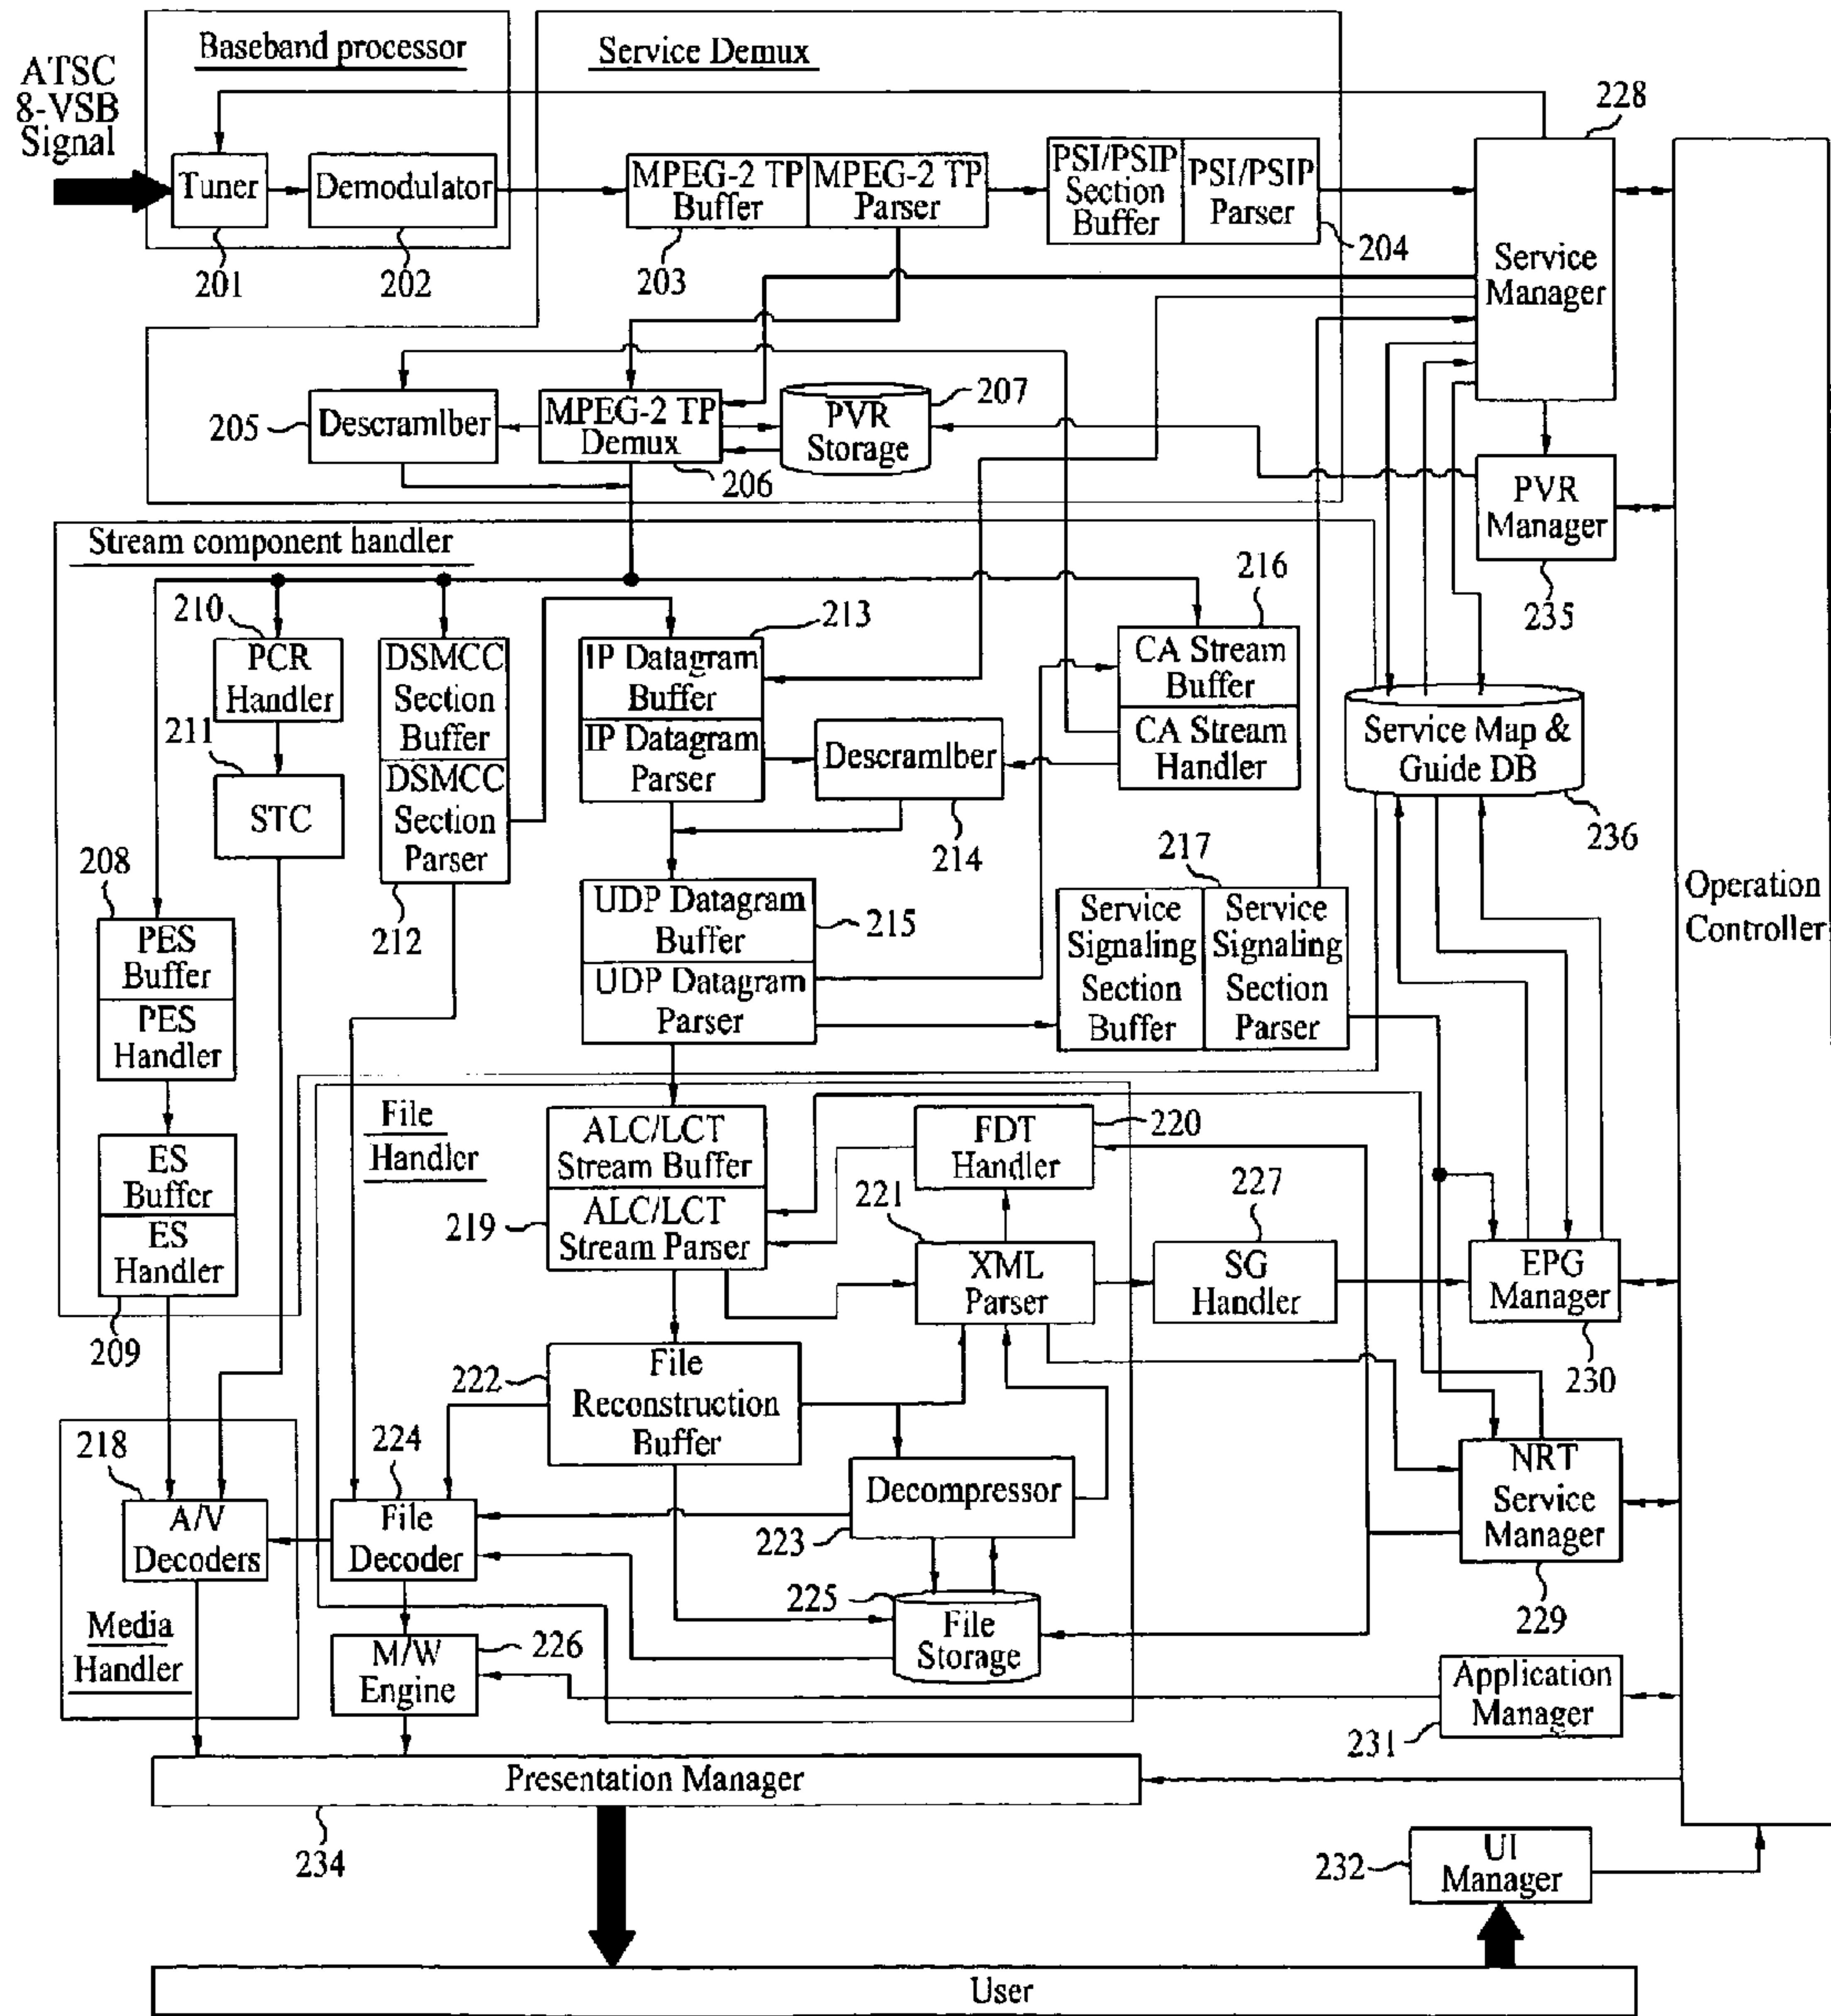 Baseband processor
Service Demux
ATSC
8-VSB
Signal
228
Tuner
Demodulator
MPEG-2 TP
Buffer
MPEG-2 TP
Parser
PSI/PSIP
Section
Buffer
PSI/PSIP
Parser
201
202
203
204
Service
Manager
205
Descramlber
MPEG-2 TP
Demux
206
PVR
Storage
207
PVR
Manager
235
Stream component handler
210
PCR
Handler
211
STC
DSMCC
Section
Buffer
DSMCC
Section
Parser
212
213
IP Datagram
Buffer
IP Datagram
Parser
Descramlber
214
216
CA Stream
Buffer
CA Stream
Handler
Service Map &
Guide DB
236
208
PES
Buffer
PES
Handler
UDP Datagram
Buffer
UDP Datagram
Parser
215
217
Service
Signaling
Section
Buffer
Service
Signaling
Section
Parser
Operation
Controller
ES
Buffer
ES
Handler
209
File
Handler
ALC/LCT
Stream Buffer
ALC/LCT
Stream Parser
219
FDT
Handler
220
221
XML
Parser
227
SG
Handler
EPG
Manager
230
222
File
Reconstruction
Buffer
218
A/V
Decoders
224
File
Decoder
Decompressor
223
NRT
Service
Manager
229
225
File
Storage
Media
Handler
M/W
Engine
226
Application
Manager
231
Presentation Manager
234
232
UI
Manager
User